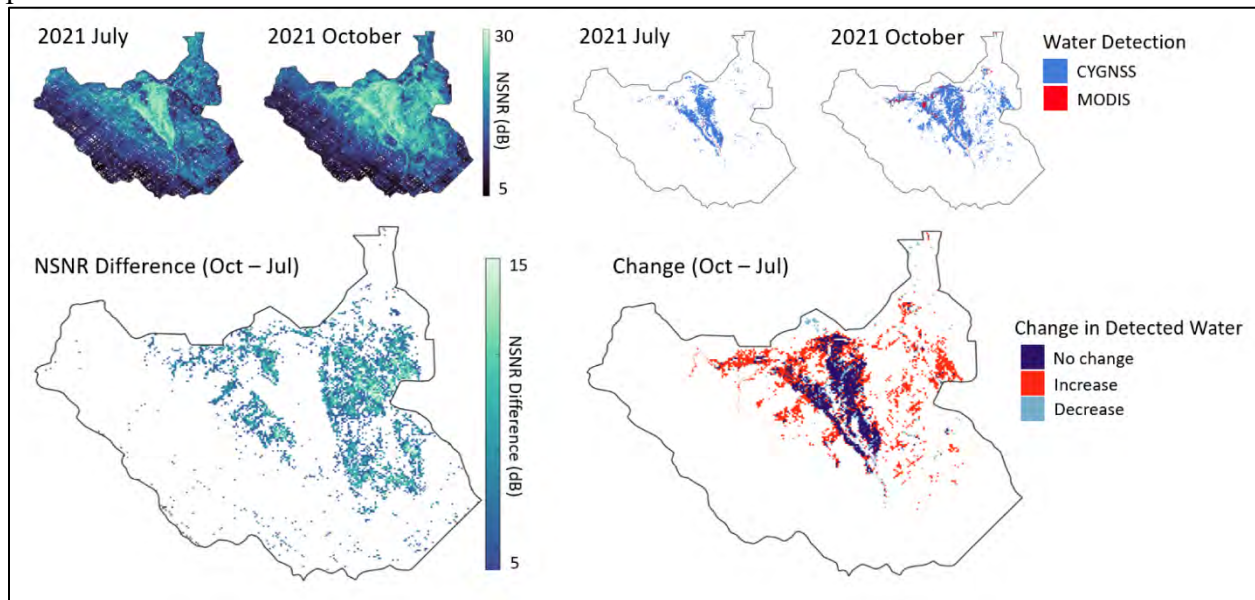 2021 July
2021 October
30
NSNR (dB)
5
2021 July
2021 October
Water Detection
CYGNSS
MODIS
NSNR Difference (Oct – Jul)
15
NSNR Difference (dB)
5
Change (Oct – Jul)
Change in Detected Water
No change
Increase
Decrease